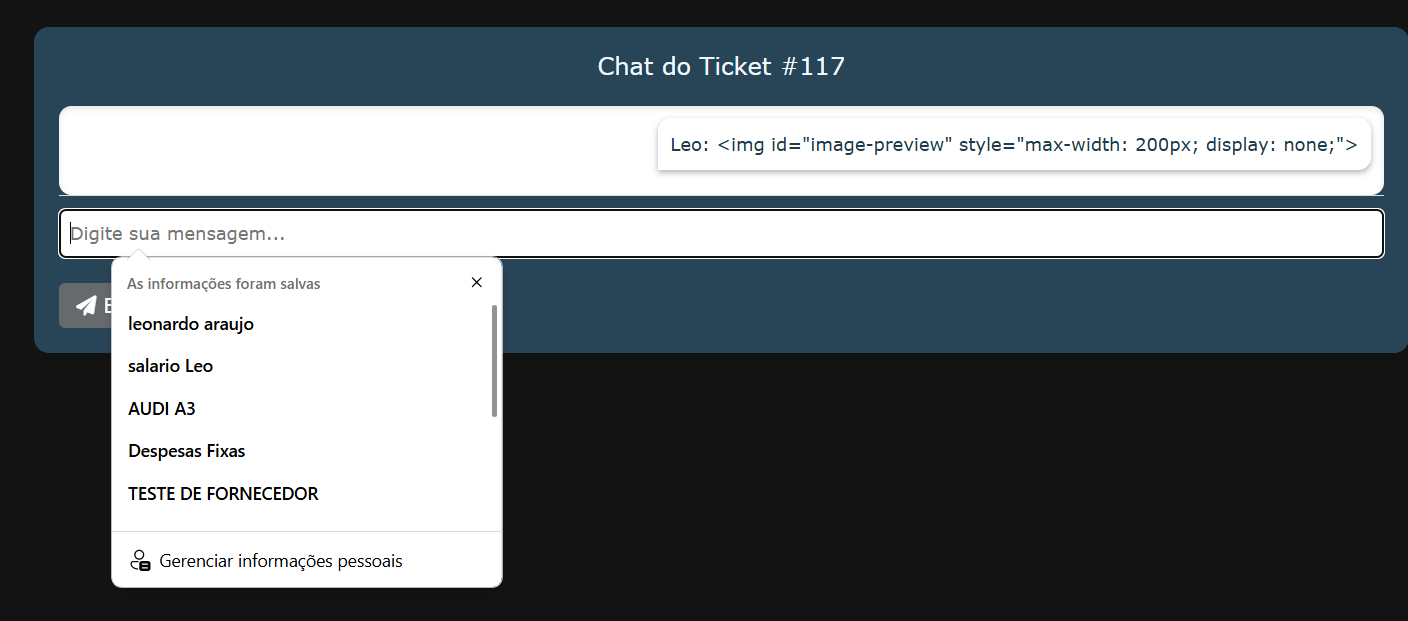 Chat do Ticket #117
Leo: <img id="image-preview" style="max-width: 200px; display: none;">
Digite sua mensagem...
As informações foram salvas
leonardo araujo
salario Leo
AUDI A3
Despesas Fixas
TESTE DE FORNECEDOR
Gerenciar informações pessoais